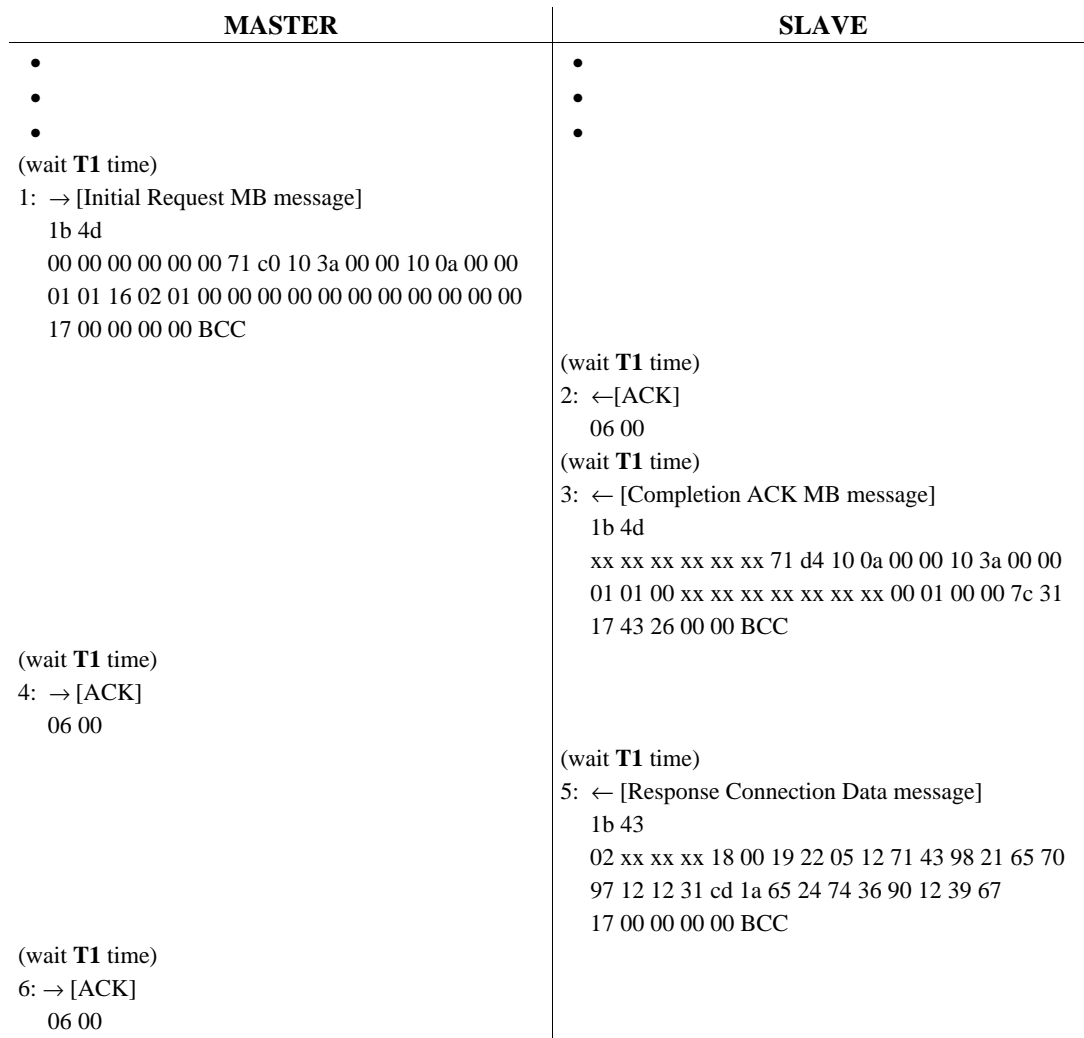 MASTER SLAVE
• •
• •
• •
(wait T1 time)
1: → [Initial Request MB message]
1b 4d
00 00 00 00 00 00 71 c0 10 3a 00 00 10 0a 00 00
01 01 16 02 01 00 00 00 00 00 00 00 00 00 00 00
17 00 00 00 00 BCC
(wait T1 time)
2: ←[ACK]
06 00
(wait T1 time)
3: ← [Completion ACK MB message]
1b 4d
xx xx xx xx xx xx 71 d4 10 0a 00 00 10 3a 00 00
01 01 00 xx xx xx xx xx xx xx 00 01 00 00 7c 31
17 43 26 00 00 BCC
(wait T1 time)
4: → [ACK]
06 00
(wait T1 time)
5: ← [Response Connection Data message]
1b 43
02 xx xx xx 18 00 19 22 05 12 71 43 98 21 65 70
97 12 12 31 cd 1a 65 24 74 36 90 12 39 67
17 00 00 00 00 BCC
(wait T1 time)
6: → [ACK]
06 00